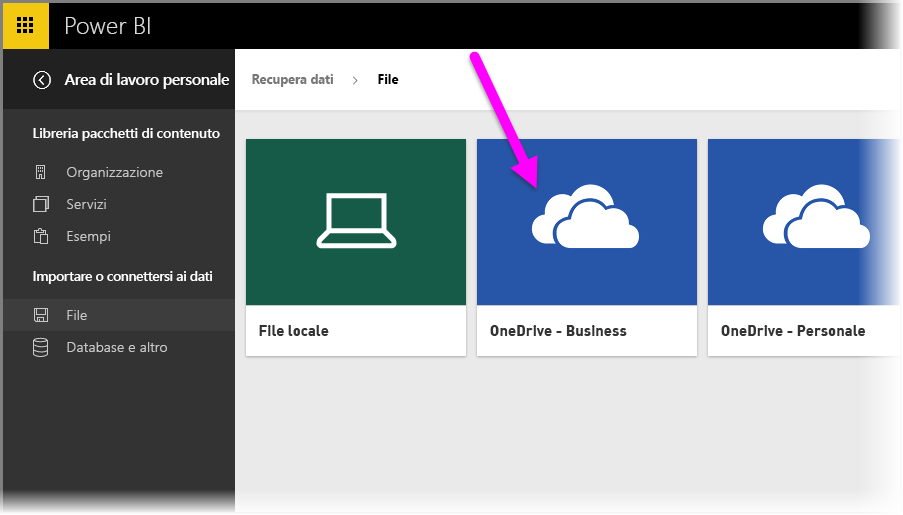 Power BI
Area di lavoro personale
Recupera dati > File
Libreria pacchetti di contenuto
Organizzazione
Servizi
Esempi
Importare o connettersi ai dati
File
Database e altro
File locale
OneDrive - Business
OneDrive - Personale